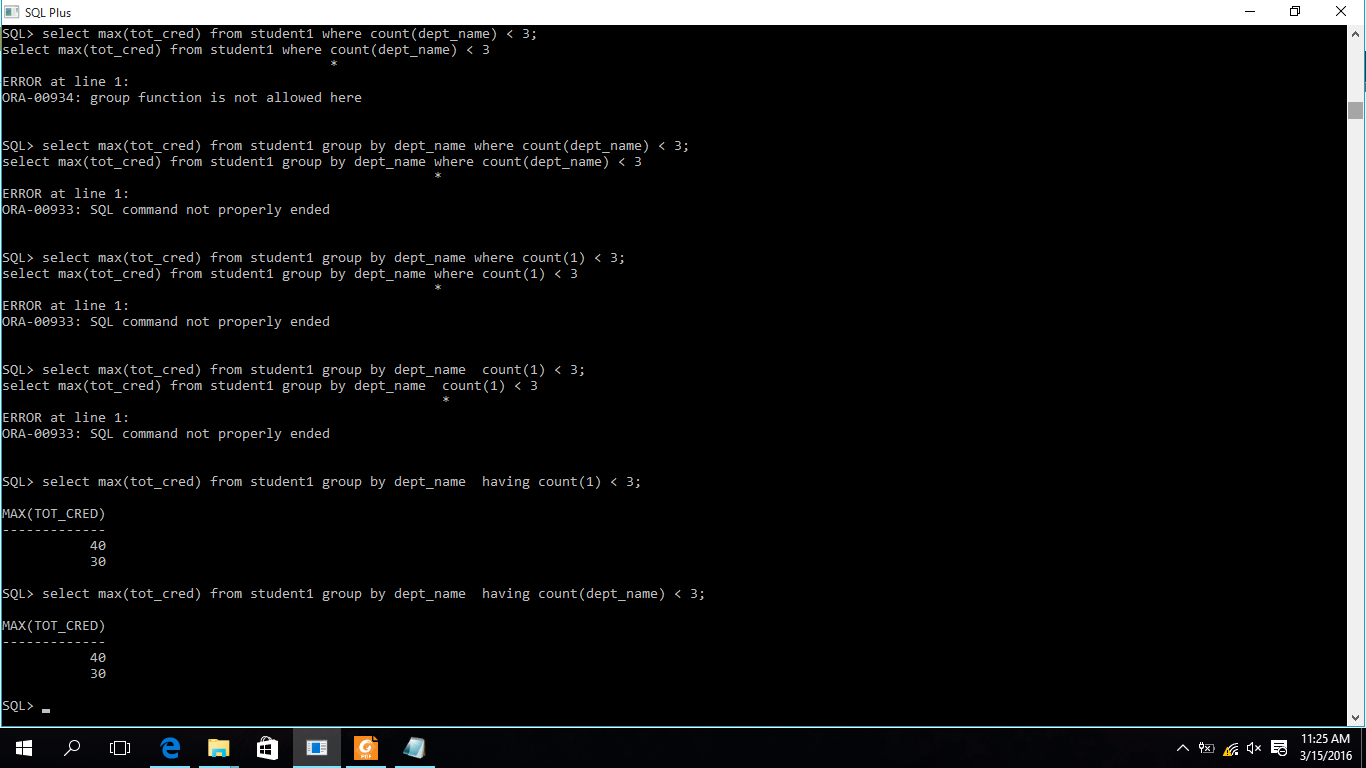 SQL Plus
SQL> select max(tot_cred) from student1 where count(dept_name) < 3;
select max(tot_cred) from student1 where count(dept_name) < 3
*
ERROR at line 1:
ORA-00934: group function is not allowed here
SQL> select max(tot_cred) from student1 group by dept_name where count(dept_name) < 3;
select max(tot_cred) from student1 group by dept_name where count(dept_name) < 3
*
ERROR at line 1:
ORA-00933: SQL command not properly ended
SQL> select max(tot_cred) from student1 group by dept_name where count(1) < 3;
select max(tot_cred) from student1 group by dept_name where count(1) < 3
*
ERROR at line 1:
ORA-00933: SQL command not properly ended
SQL> select max(tot_cred) from student1 group by dept_name  count(1) < 3;
select max(tot_cred) from student1 group by dept_name  count(1) < 3
*
ERROR at line 1:
ORA-00933: SQL command not properly ended
SQL> select max(tot_cred) from student1 group by dept_name  having count(1) < 3;
MAX(TOT_CRED)
-------------
40
30
SQL> select max(tot_cred) from student1 group by dept_name  having count(dept_name) < 3;
MAX(TOT_CRED)
-------------
40
30
SQL> _
PDF
11:25 AM
3/15/2016